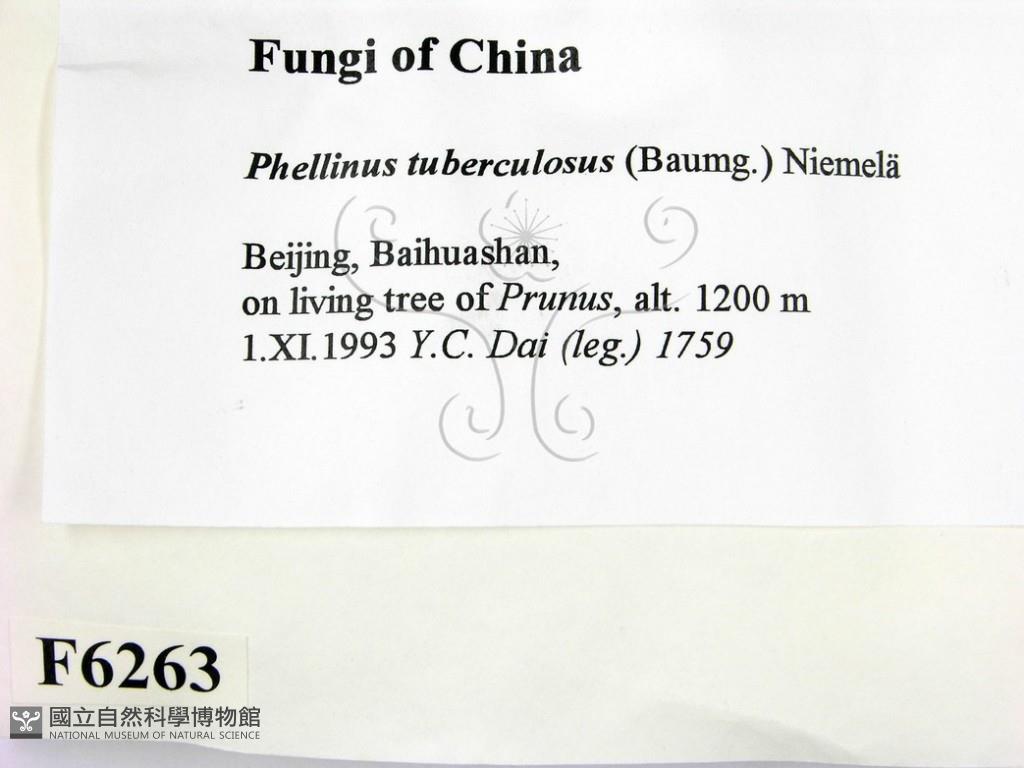 Fungi of China
Phellinus tuberculosus (Baumg.) Niemelä
Beijing, Baihuashan,
on living tree of Prunus, alt. 1200 m
1.XI.1993 Y.C. Dai (leg.) 1759
F6263
國立自然科學博物館
NATIONAL MUSEUM OF NATURAL SCIENCE